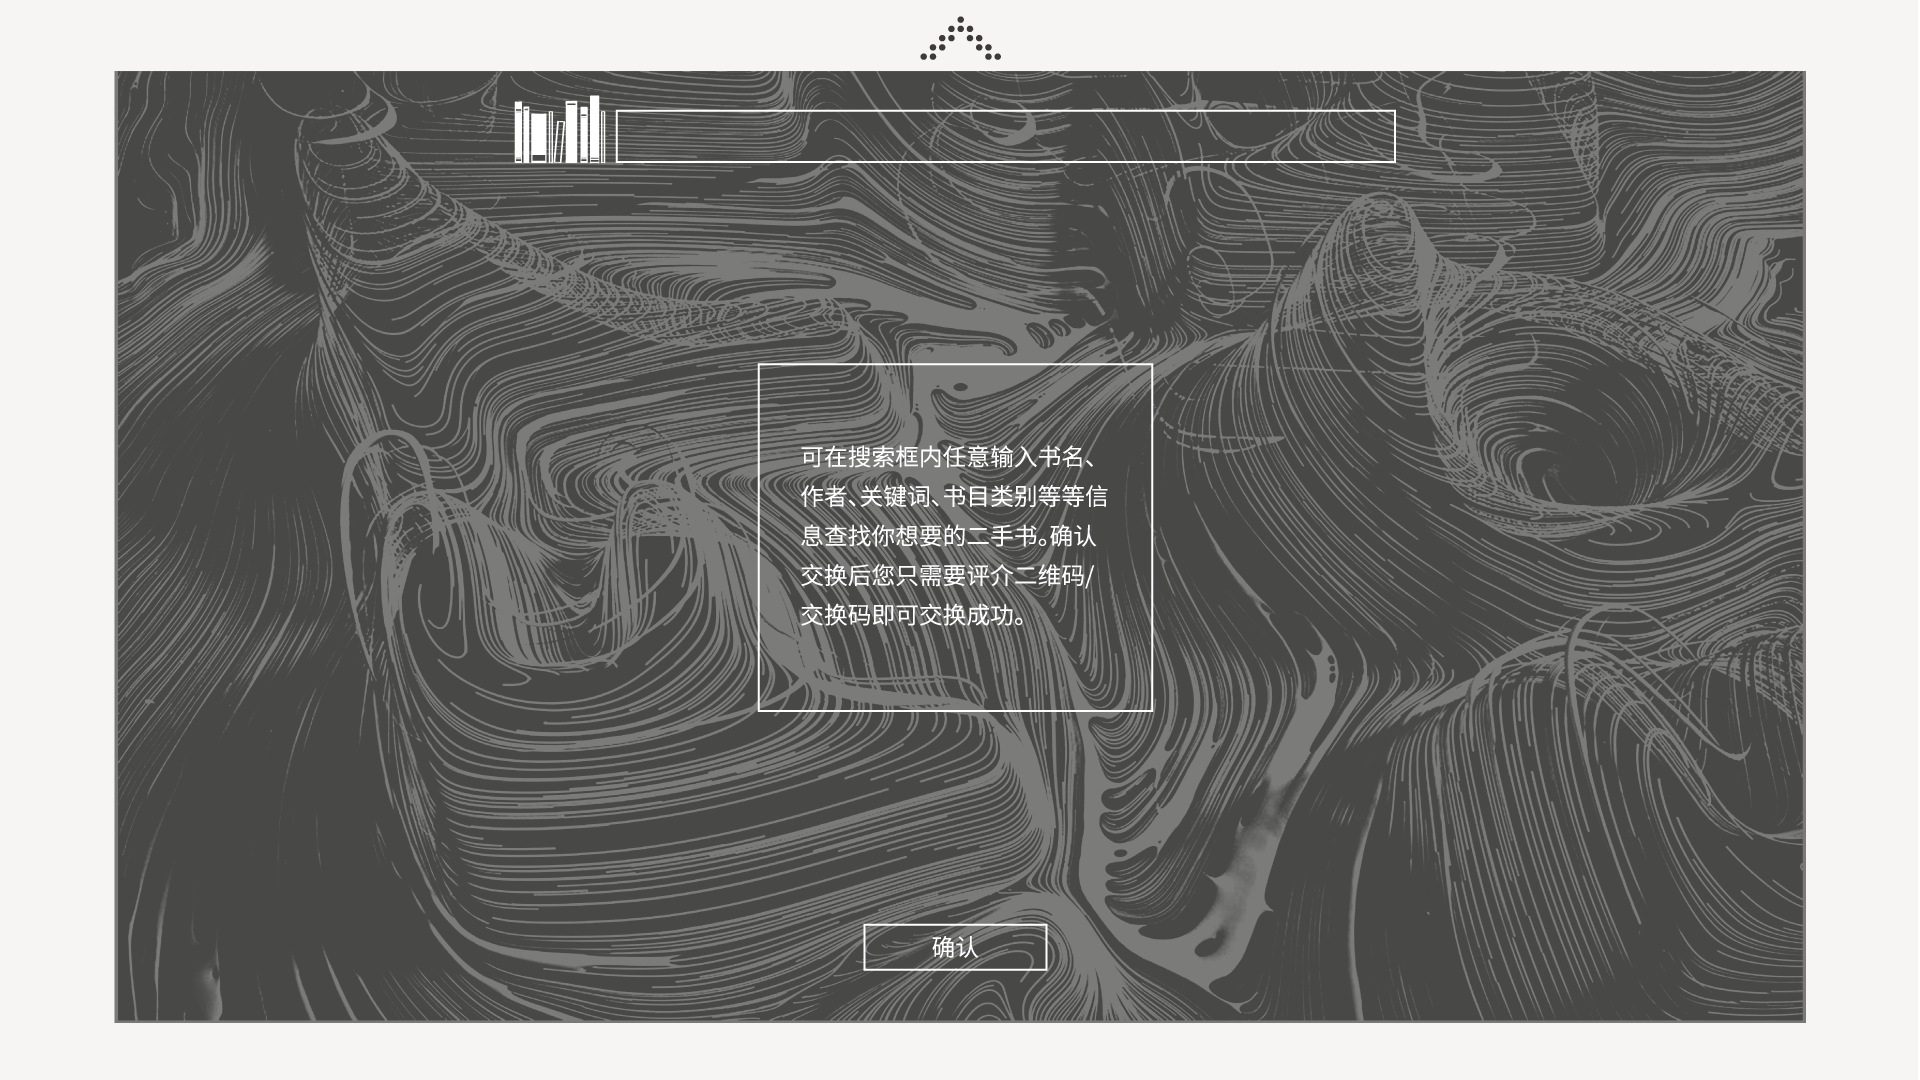 可在搜索框内任意输入书名、
作者、关键词、书目类别等等信
息查找你想要的二手书。确认
交换后您只需要评介二维码/
交换码即可交换成功。
确认